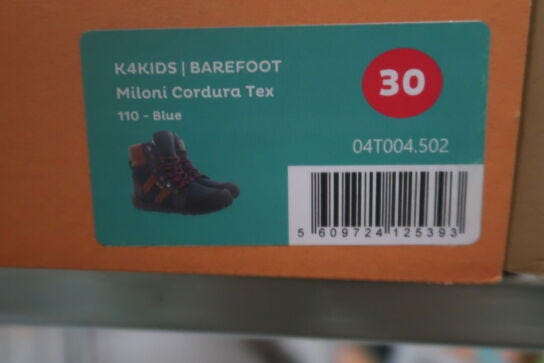 K4KIDS | BAREFOOT
Miloni Cordura Tex
110 - Blue
30
04T004.502
5 609724 125393